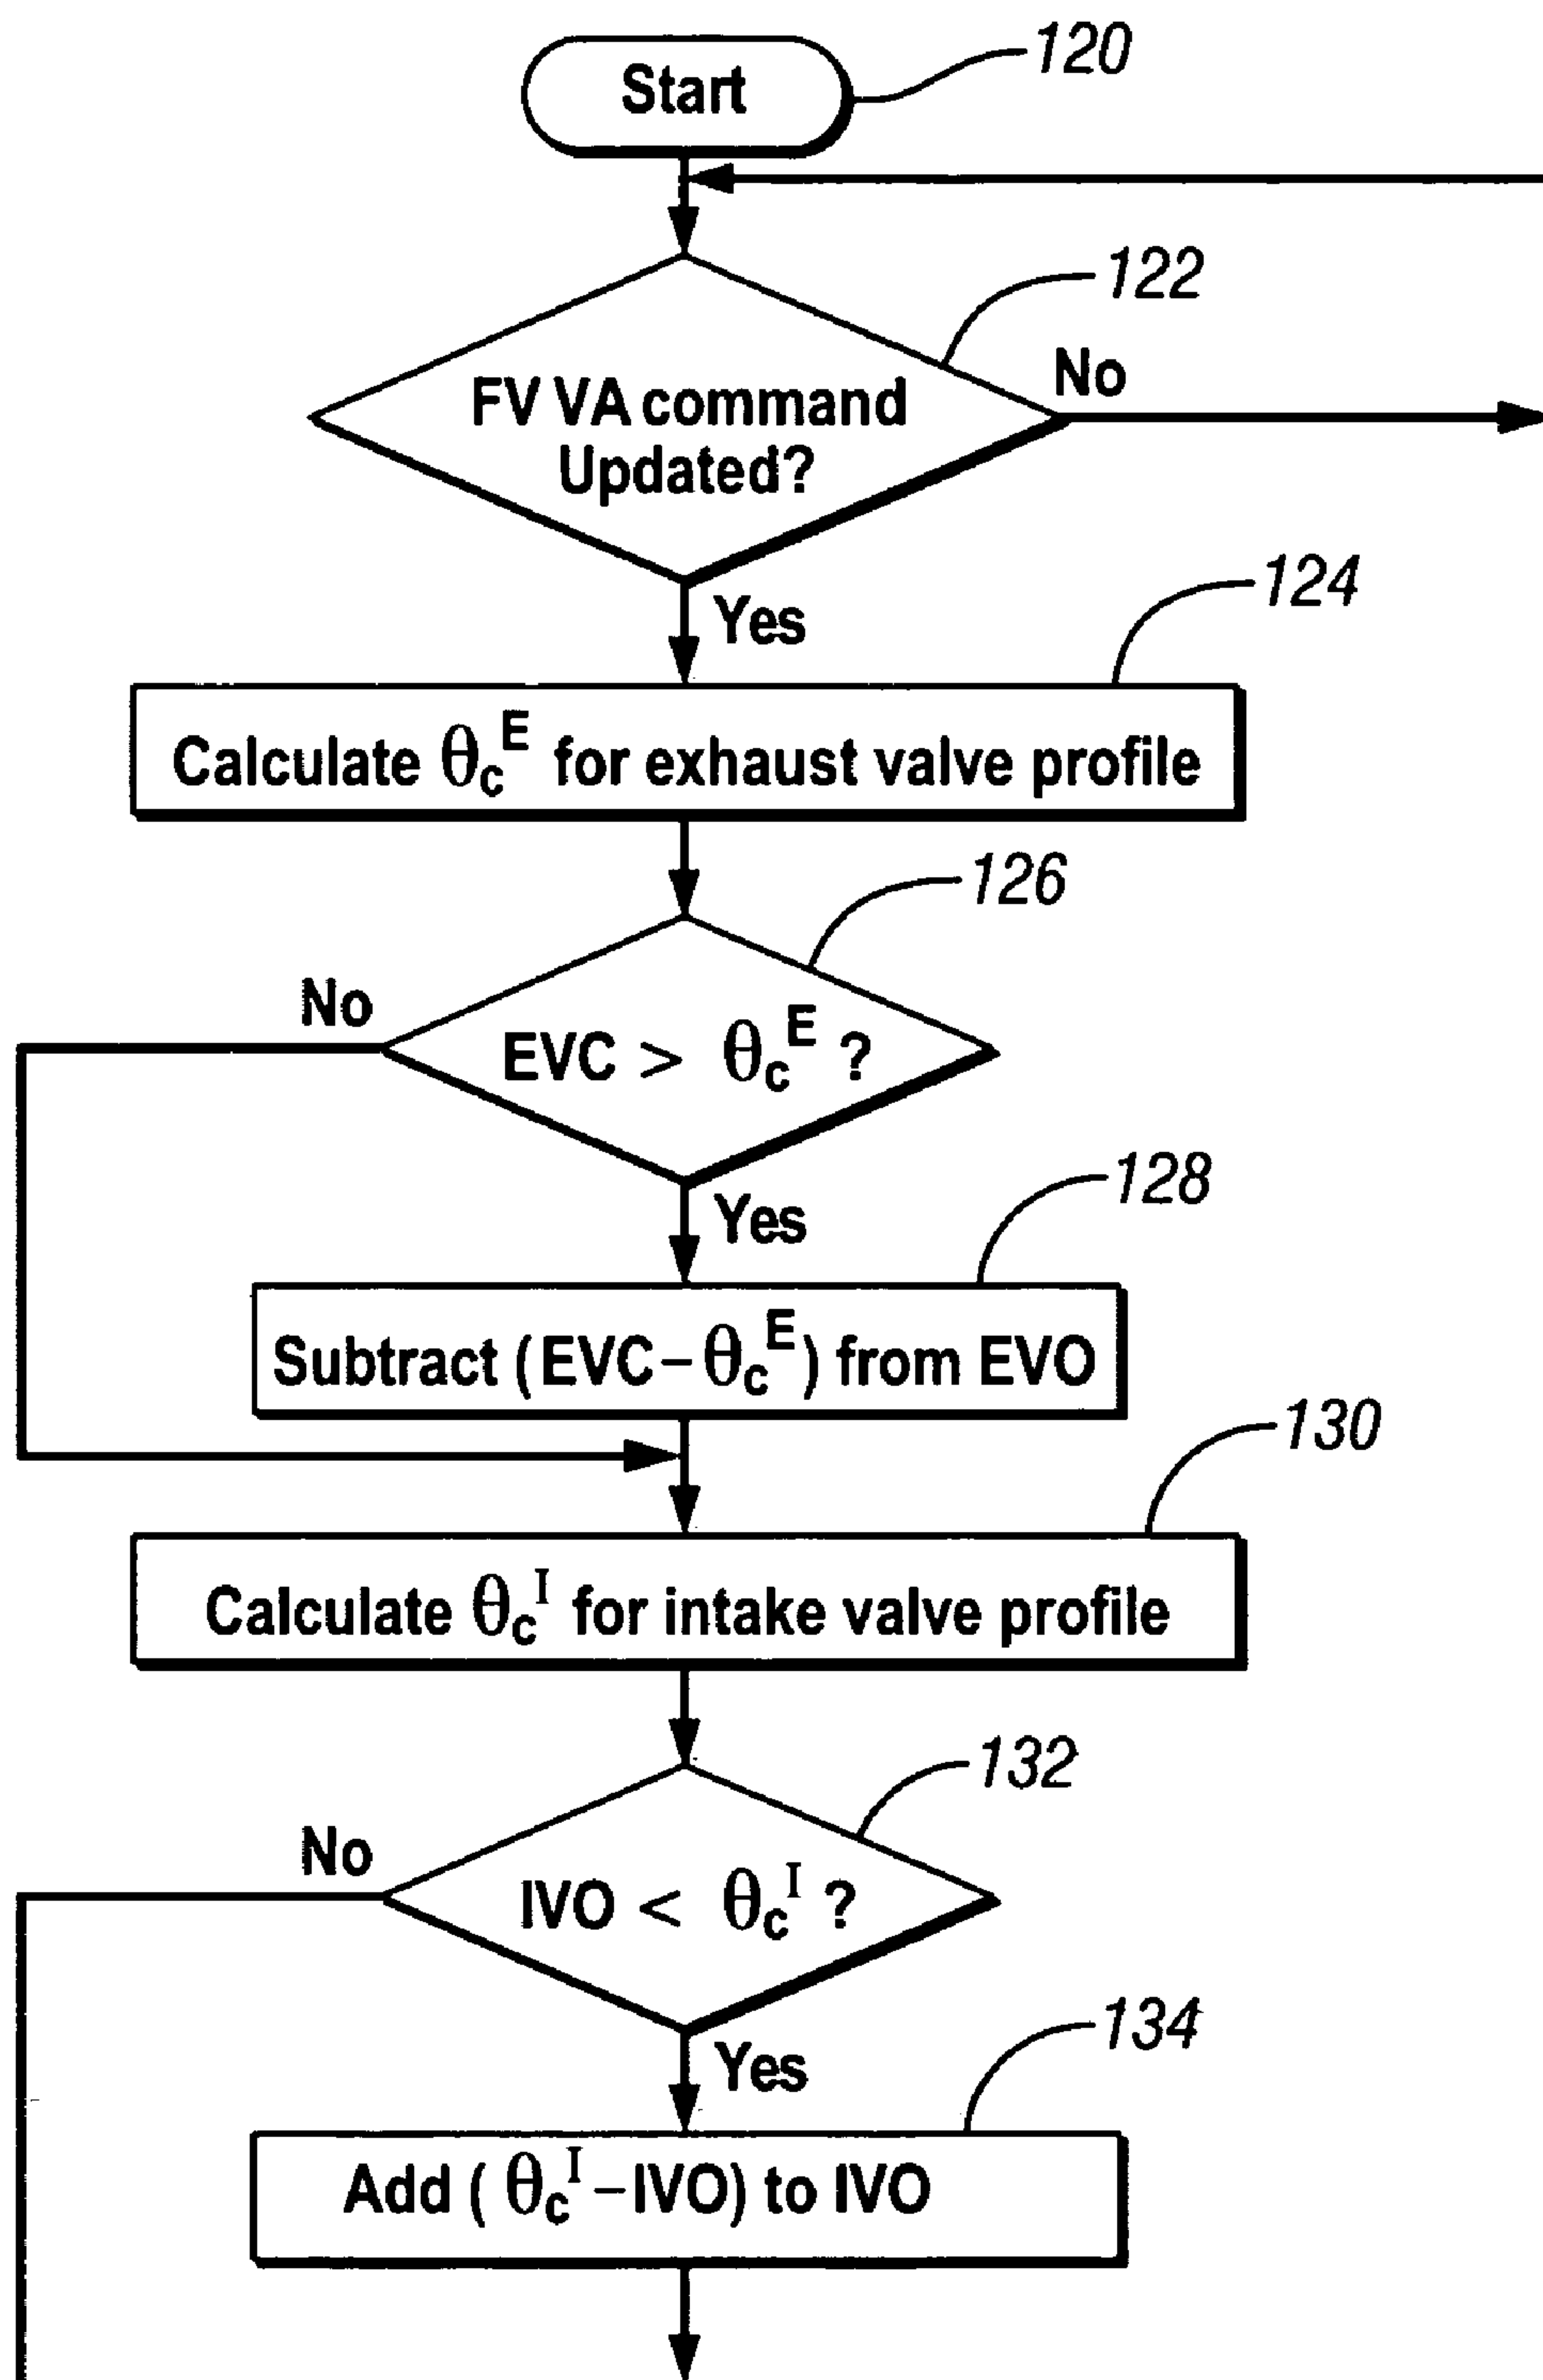 Start
120
122
FV VA command
Updated?
No
Yes
124
Calculate θcᴱ for exhaust valve profile
126
No
EVC > θcᴱ ?
Yes
128
Subtract (EVC – θcᴱ) from EVO
130
Calculate θcᴵ for intake valve profile
132
No
IVO < θcᴵ ?
Yes
134
Add ( θcᴵ – IVO) to IVO